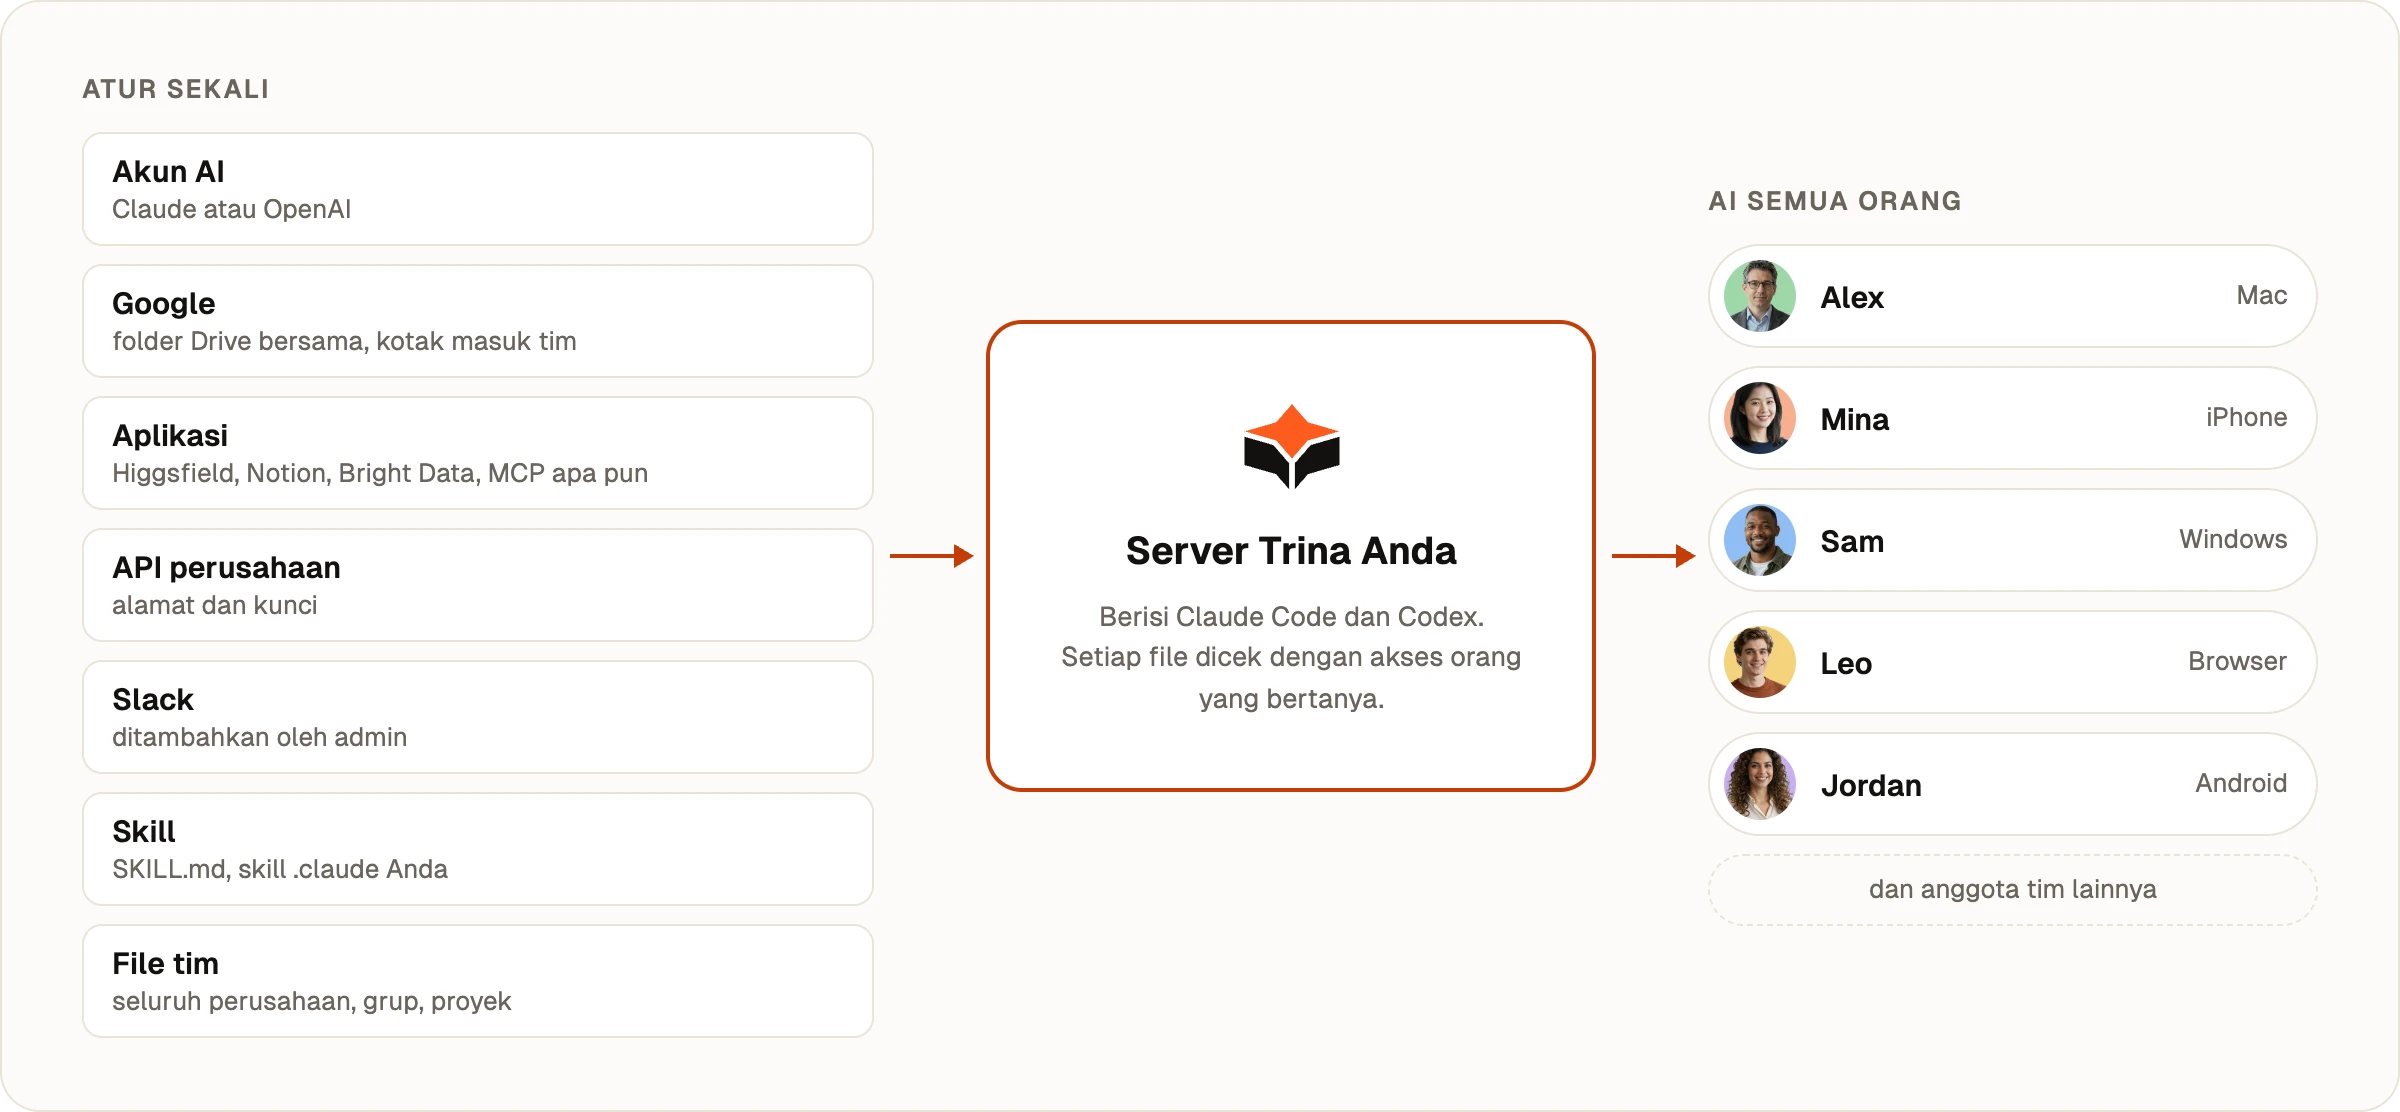 ATUR SEKALI
Akun AI
Claude atau OpenAI
Google
folder Drive bersama, kotak masuk tim
Aplikasi
Higgsfield, Notion, Bright Data, MCP apa pun
API perusahaan
alamat dan kunci
Slack
ditambahkan oleh admin
Skill
SKILL.md, skill .claude Anda
File tim
seluruh perusahaan, grup, proyek
Server Trina Anda
Berisi Claude Code dan Codex.
Setiap file dicek dengan akses orang
yang bertanya.
AI SEMUA ORANG
Alex
Mac
Mina
iPhone
Sam
Windows
Leo
Browser
Jordan
Android
dan anggota tim lainnya